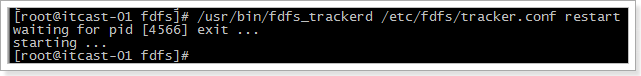 [root@itcast-01 fdfs]# /usr/bin/fdfs_trackerd /etc/fdfs/tracker.conf restart
waiting for pid [4566] exit ...
starting ...
[root@itcast-01 fdfs]#